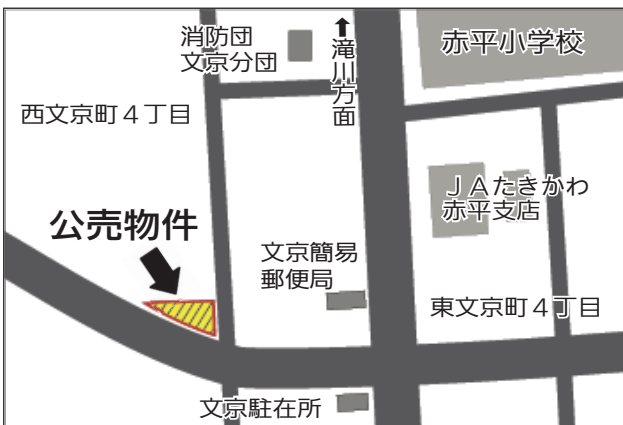 消防団
文京分団
↑滝川方面
赤平小学校
西文京町４丁目
ＪＡたきかわ
赤平支店
公売物件
文京簡易
郵便局
東文京町４丁目
文京駐在所